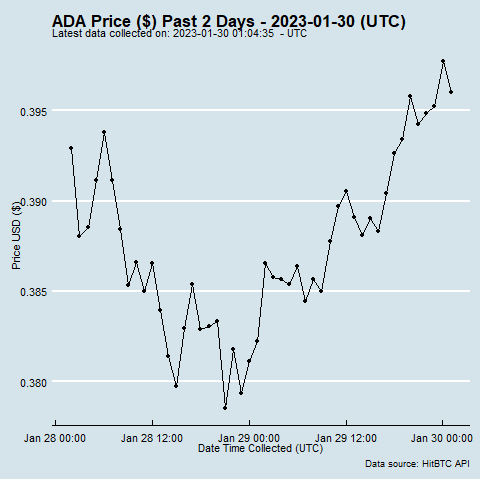 ADA Price ($) Past 2 Days - 2023-01-30 (UTC)
Latest data collected on: 2023-01-30 01:04:35  - UTC
0.395
0.390
0.385
0.380
Price USD ($)
Jan 28 00:00
Jan 28 12:00
Jan 29 00:00
Jan 29 12:00
Jan 30 00:00
Date Time Collected (UTC)
Data source: HitBTC API